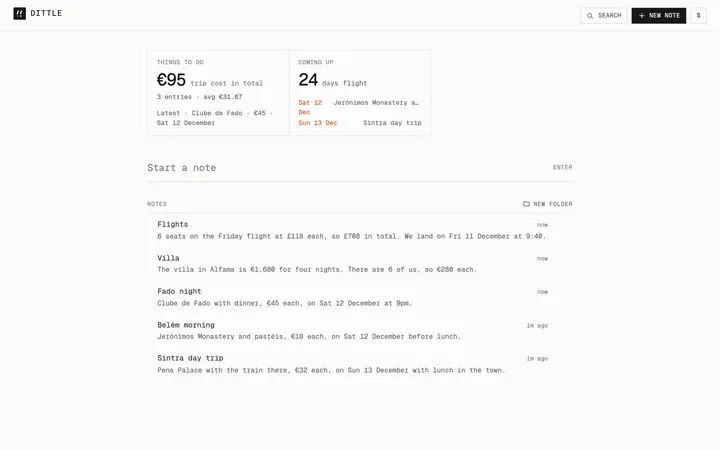 DITTLE
SEARCH
+ NEW NOTE
S
THINGS TO DO
€95 trip cost in total
3 entries · avg €31.67
Latest · Clube de Fado · €45 ·
Sat 12 December
COMING UP
24 days flight
Sat 12 Dec Jerónimos Monastery a…
Sun 13 Dec Sintra day trip
Start a note
ENTER
NOTES
NEW FOLDER
Flights now
6 seats on the Friday flight at £118 each, so £708 in total. We land on Fri 11 December at 9:40.
Villa now
The villa in Alfama is €1,680 for four nights. There are 6 of us, so €280 each.
Fado night now
Clube de Fado with dinner, €45 each, on Sat 12 December at 9pm.
Belém morning 1m ago
Jerónimos Monastery and pastéis, €18 each, on Sat 12 December before lunch.
Sintra day trip 1m ago
Pena Palace with the train there, €32 each, on Sun 13 December with lunch in the town.